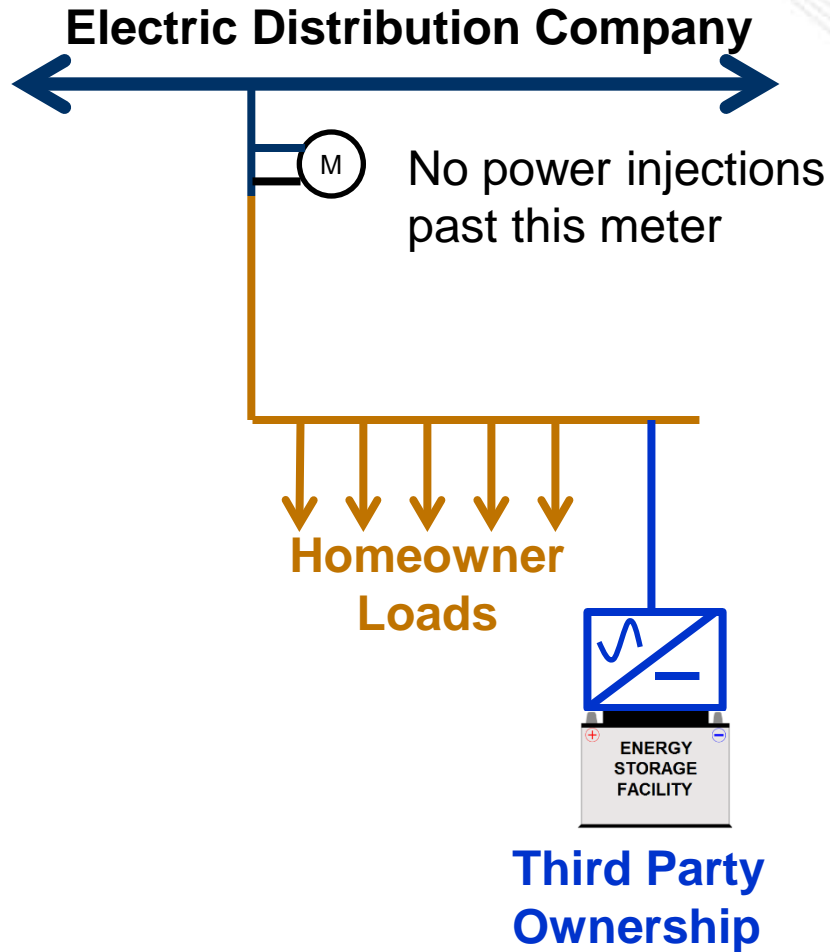 Electric Distribution Company
M
No power injections
past this meter
Homeowner
Loads
+ −
ENERGY
STORAGE
FACILITY
Third Party
Ownership